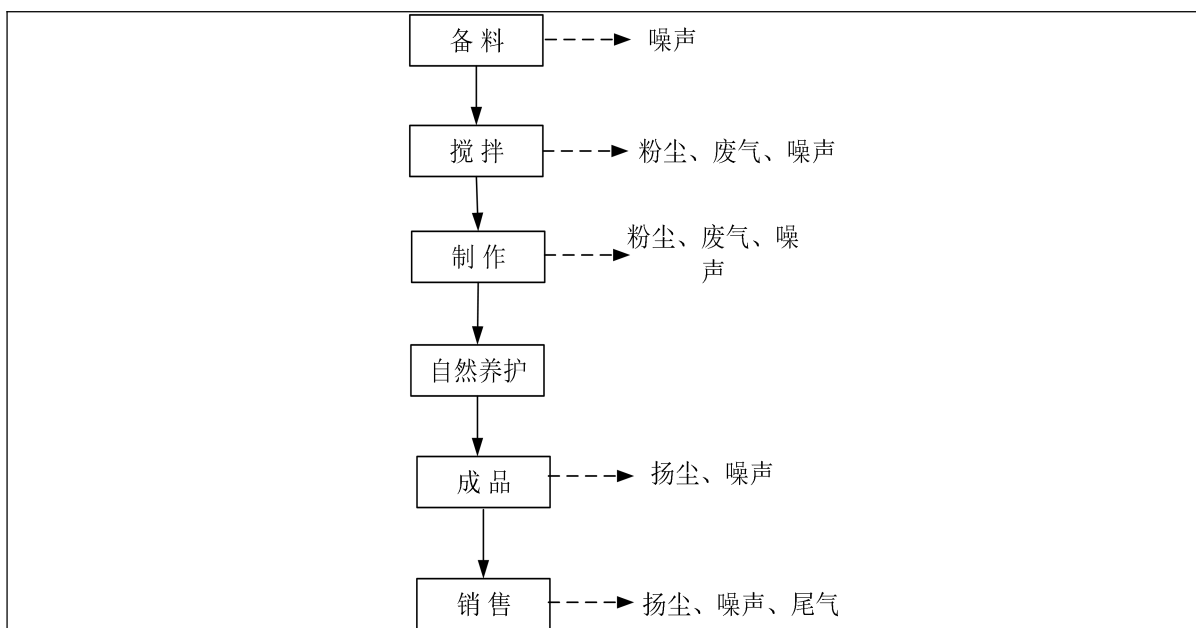 备料
噪声
搅拌
粉尘、废气、噪声
制作
粉尘、废气、噪
声
自然养护
成品
扬尘、噪声
销售
扬尘、噪声、尾气